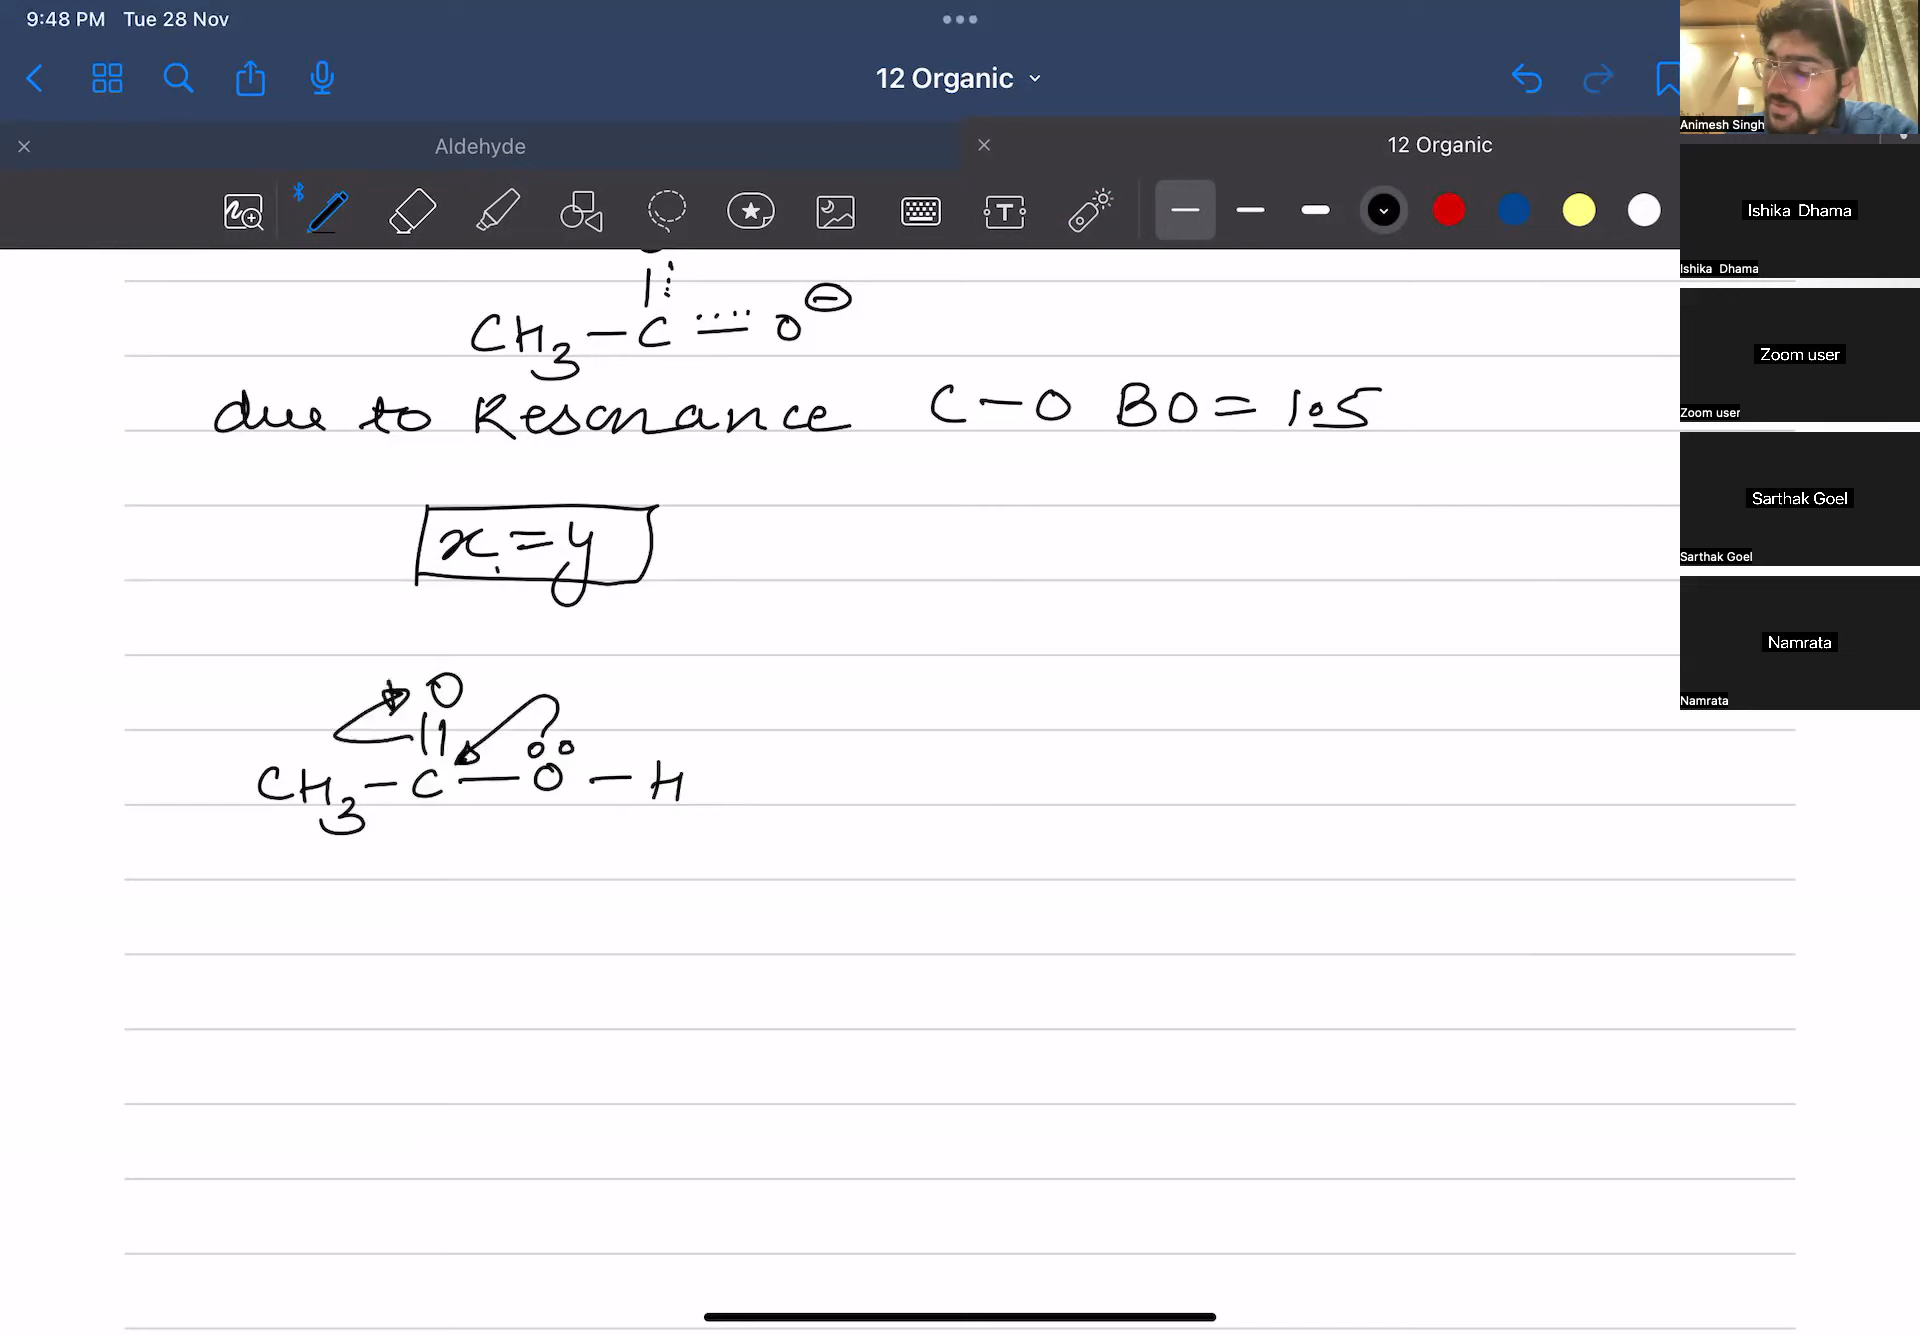 9:48 PM Tue 28 Nov
12 Organic
Aldehyde
12 Organic
T
CH3-C=O ⊖
due to Resonance C-O BO = 1.5
x = y
O
CH3-C-O-H
Animesh Singh
Ishika Dhama
Ishika Dhama
Zoom user
Zoom user
Sarthak Goel
Sarthak Goel
Namrata
Namrata